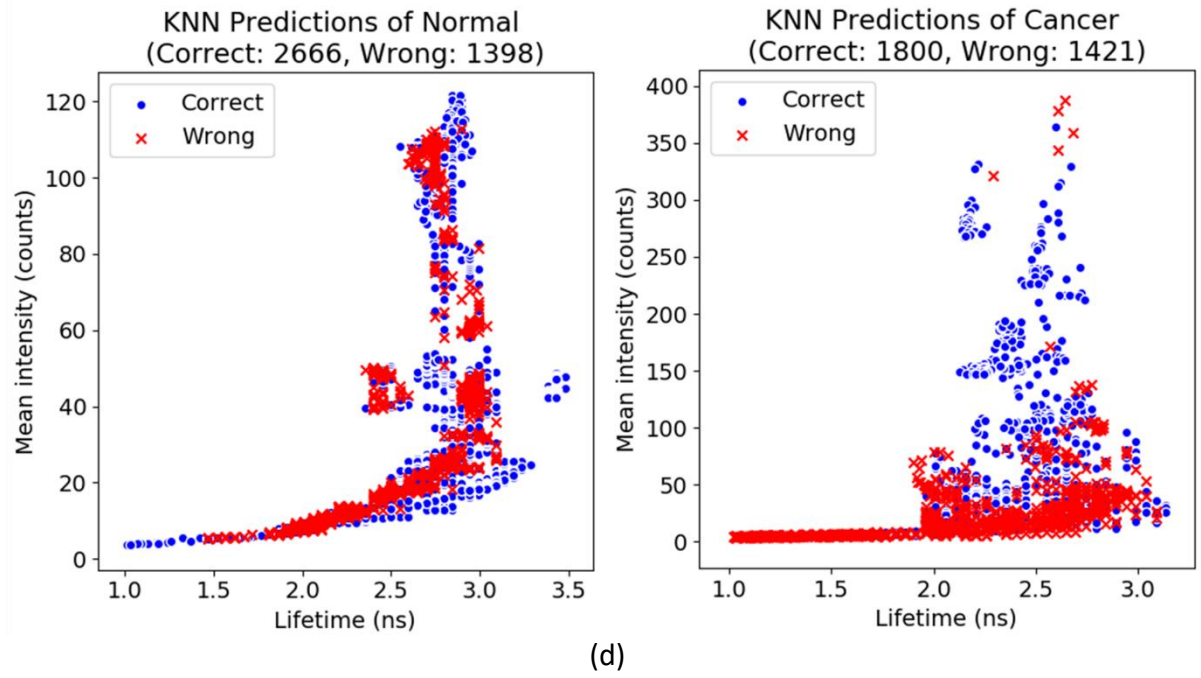 KNN Predictions of Normal
(Correct: 2666, Wrong: 1398)
Correct
Wrong
120
100
80
60
40
20
0
Mean intensity (counts)
1.0 1.5 2.0 2.5 3.0 3.5
Lifetime (ns)
KNN Predictions of Cancer
(Correct: 1800, Wrong: 1421)
Correct
Wrong
400
350
300
250
200
150
100
50
0
Mean intensity (counts)
1.0 1.5 2.0 2.5 3.0
Lifetime (ns)
(d)